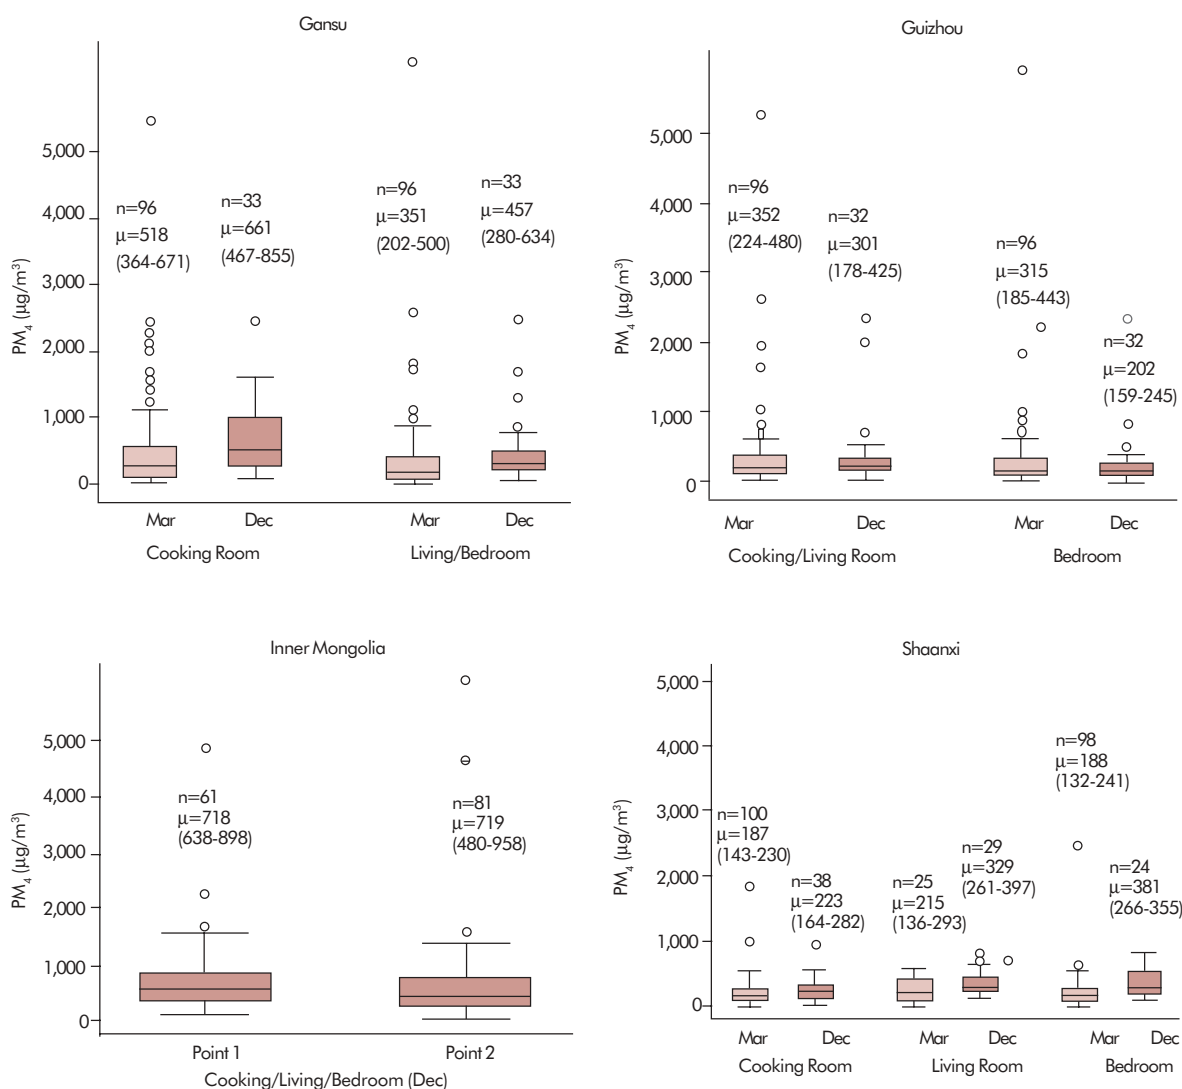 Gansu
PM4 (μg/m³)
5,000
4,000
3,000
2,000
1,000
0
n=96
μ=518
(364-671)
n=33
μ=661
(467-855)
n=96
μ=351
(202-500)
n=33
μ=457
(280-634)
Mar Dec Mar Dec
Cooking Room Living/Bedroom
Guizhou
PM4 (μg/m³)
5,000
4,000
3,000
2,000
1,000
0
n=96
μ=352
(224-480)
n=32
μ=301
(178-425)
n=96
μ=315
(185-443)
n=32
μ=202
(159-245)
Mar Dec Mar Dec
Cooking/Living Room Bedroom
Inner Mongolia
PM4 (μg/m³)
5,000
4,000
3,000
2,000
1,000
0
n=61
μ=718
(638-898)
n=81
μ=719
(480-958)
Point 1 Point 2
Cooking/Living/Bedroom (Dec)
Shaanxi
PM4 (μg/m³)
5,000
4,000
3,000
2,000
1,000
0
n=100
μ=187
(143-230)
n=38
μ=223
(164-282)
n=25
μ=215
(136-293)
n=29
μ=329
(261-397)
n=98
μ=188
(132-241)
n=24
μ=381
(266-355)
Mar Dec Mar Dec Mar Dec
Cooking Room Living Room Bedroom